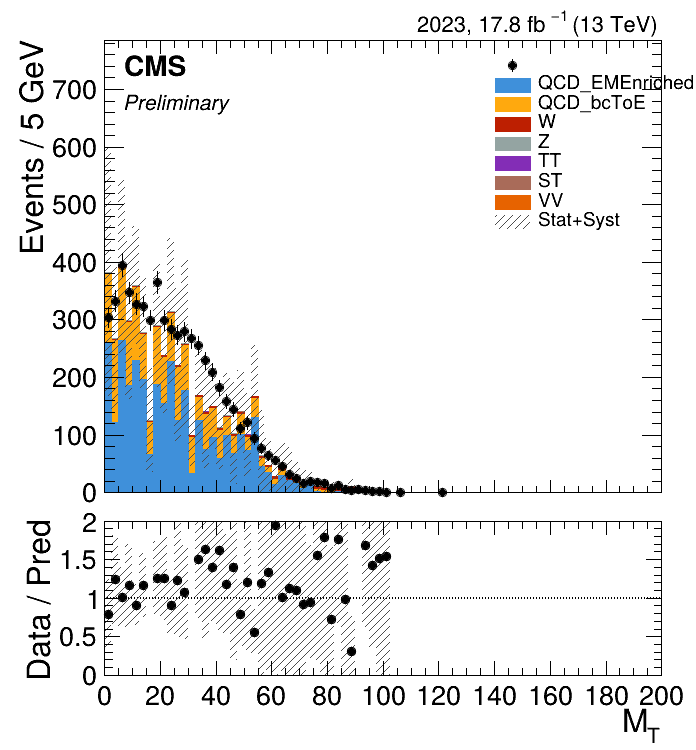 2023, 17.8 fb⁻¹ (13 TeV)
CMS
Preliminary
QCD_EMEnriched
QCD_bcToE
W
Z
TT
ST
VV
Stat+Syst
Events / 5 GeV
700
600
500
400
300
200
100
0
Data / Pred
2
1.5
1
0.5
0
0 20 40 60 80 100 120 140 160 180 200
M_T